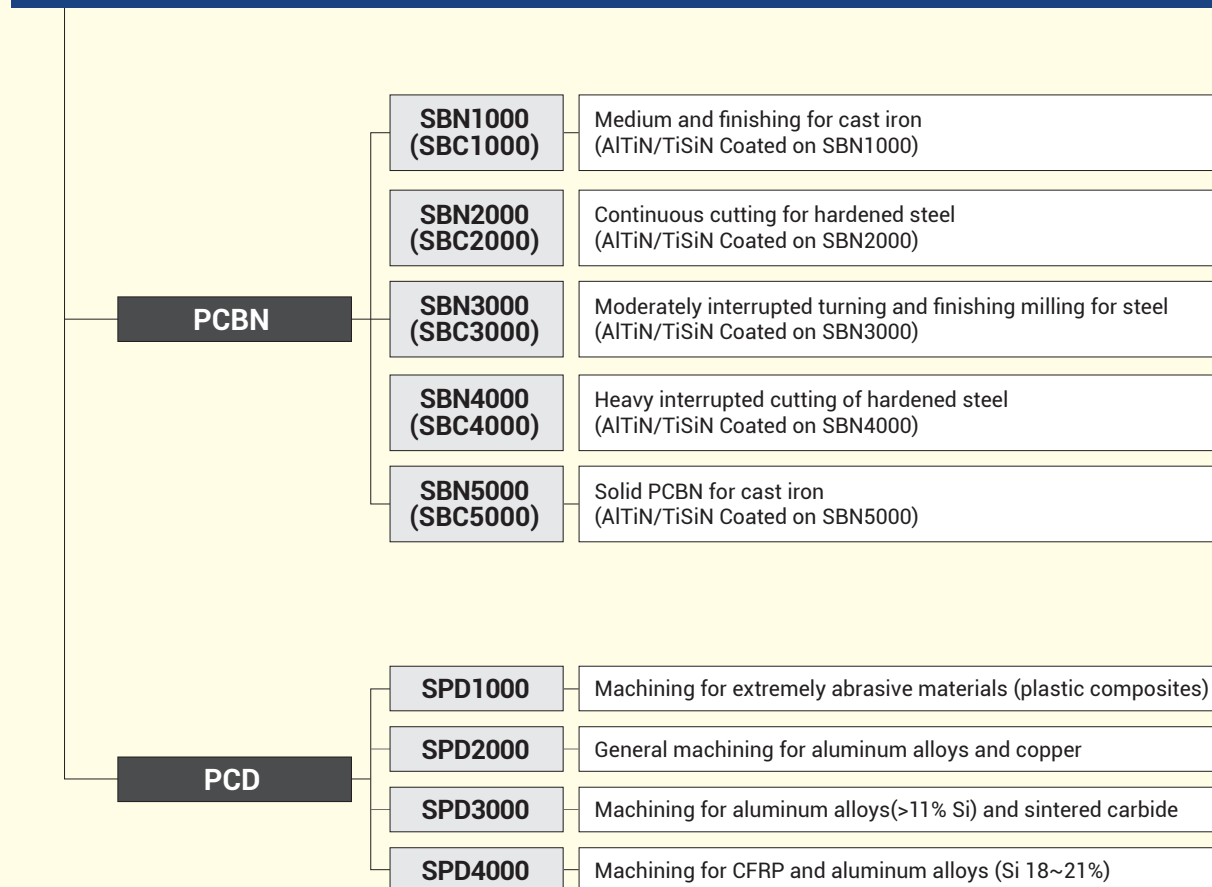 PCBN
SBN1000
(SBC1000)
Medium and finishing for cast iron
(AlTiN/TiSiN Coated on SBN1000)
SBN2000
(SBC2000)
Continuous cutting for hardened steel
(AlTiN/TiSiN Coated on SBN2000)
SBN3000
(SBC3000)
Moderately interrupted turning and finishing milling for steel
(AlTiN/TiSiN Coated on SBN3000)
SBN4000
(SBC4000)
Heavy interrupted cutting of hardened steel
(AlTiN/TiSiN Coated on SBN4000)
SBN5000
(SBC5000)
Solid PCBN for cast iron
(AlTiN/TiSiN Coated on SBN5000)
PCD
SPD1000
Machining for extremely abrasive materials (plastic composites)
SPD2000
General machining for aluminum alloys and copper
SPD3000
Machining for aluminum alloys(>11% Si) and sintered carbide
SPD4000
Machining for CFRP and aluminum alloys (Si 18~21%)